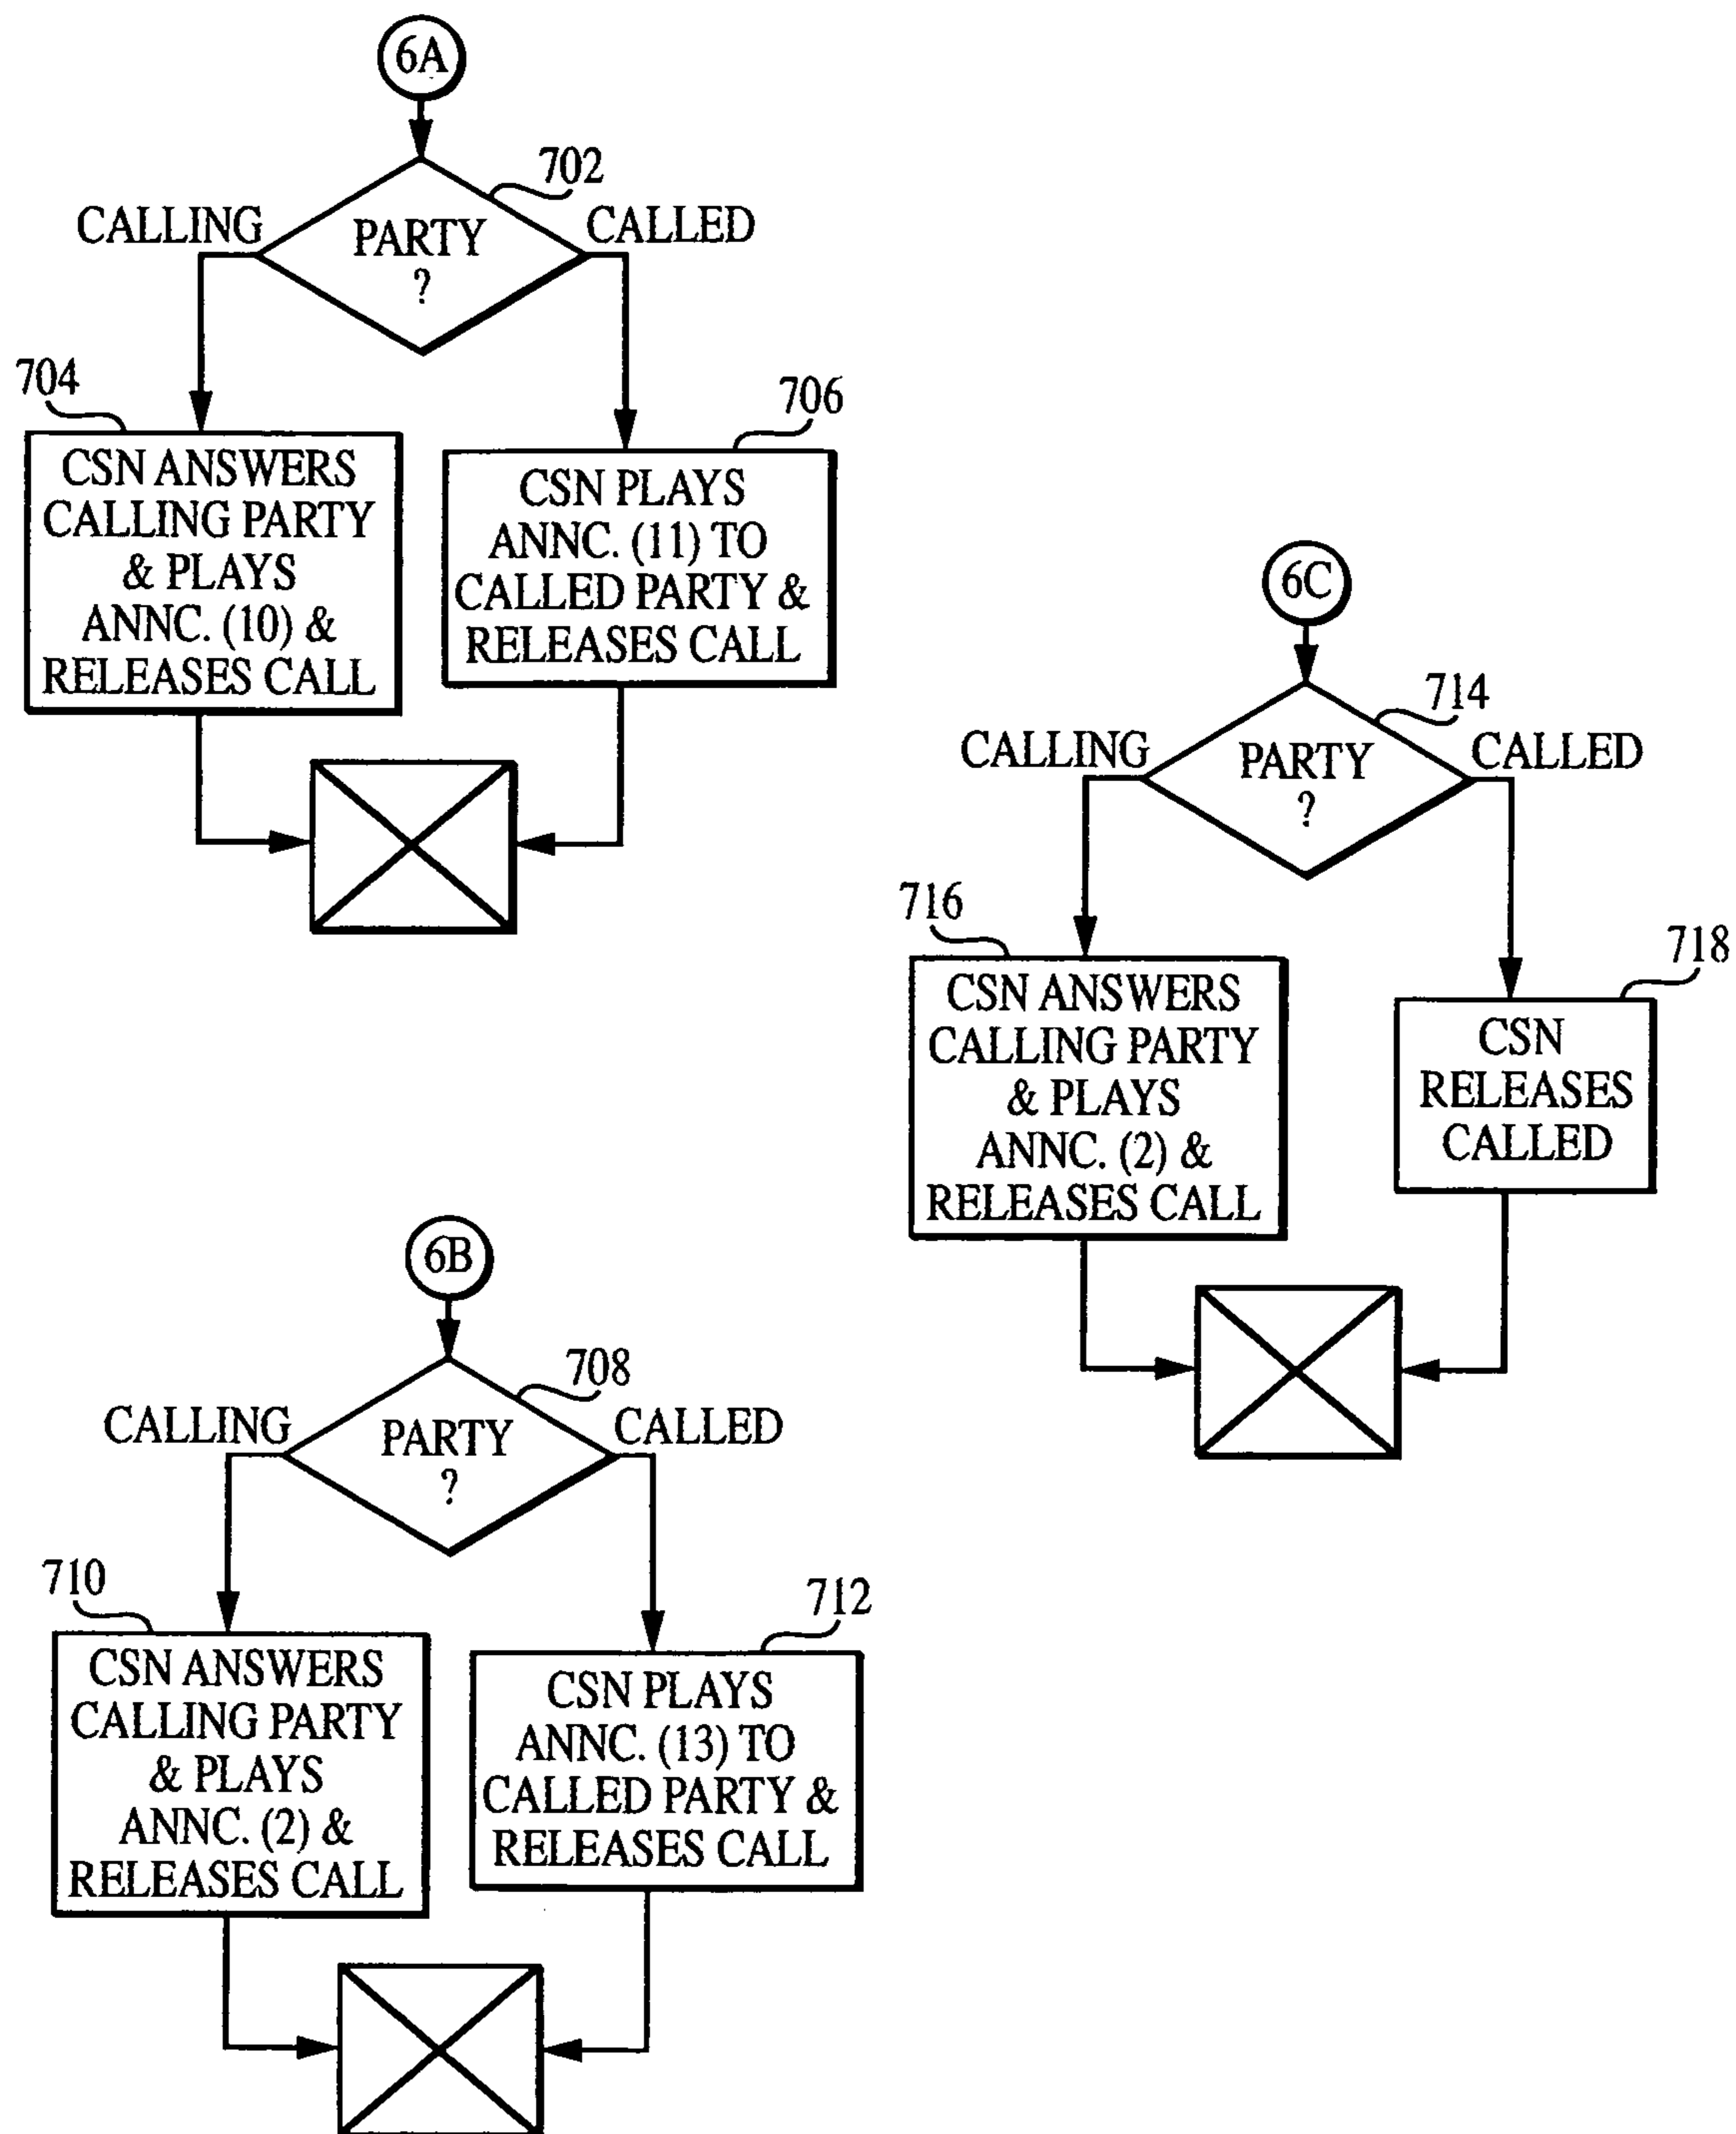 6A
702
CALLING
PARTY
?
CALLED
704
CSN ANSWERS
CALLING PARTY
& PLAYS
ANNC. (10) &
RELEASES CALL
706
CSN PLAYS
ANNC. (11) TO
CALLED PARTY &
RELEASES CALL
6C
714
CALLING
PARTY
?
CALLED
716
CSN ANSWERS
CALLING PARTY
& PLAYS
ANNC. (2) &
RELEASES CALL
718
CSN
RELEASES
CALLED
6B
708
CALLING
PARTY
?
CALLED
710
CSN ANSWERS
CALLING PARTY
& PLAYS
ANNC. (2) &
RELEASES CALL
712
CSN PLAYS
ANNC. (13) TO
CALLED PARTY &
RELEASES CALL